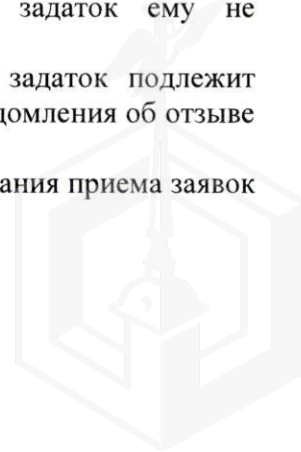 задаток ему не
задаток подлежит
домления об отзыве
ания приема заявок